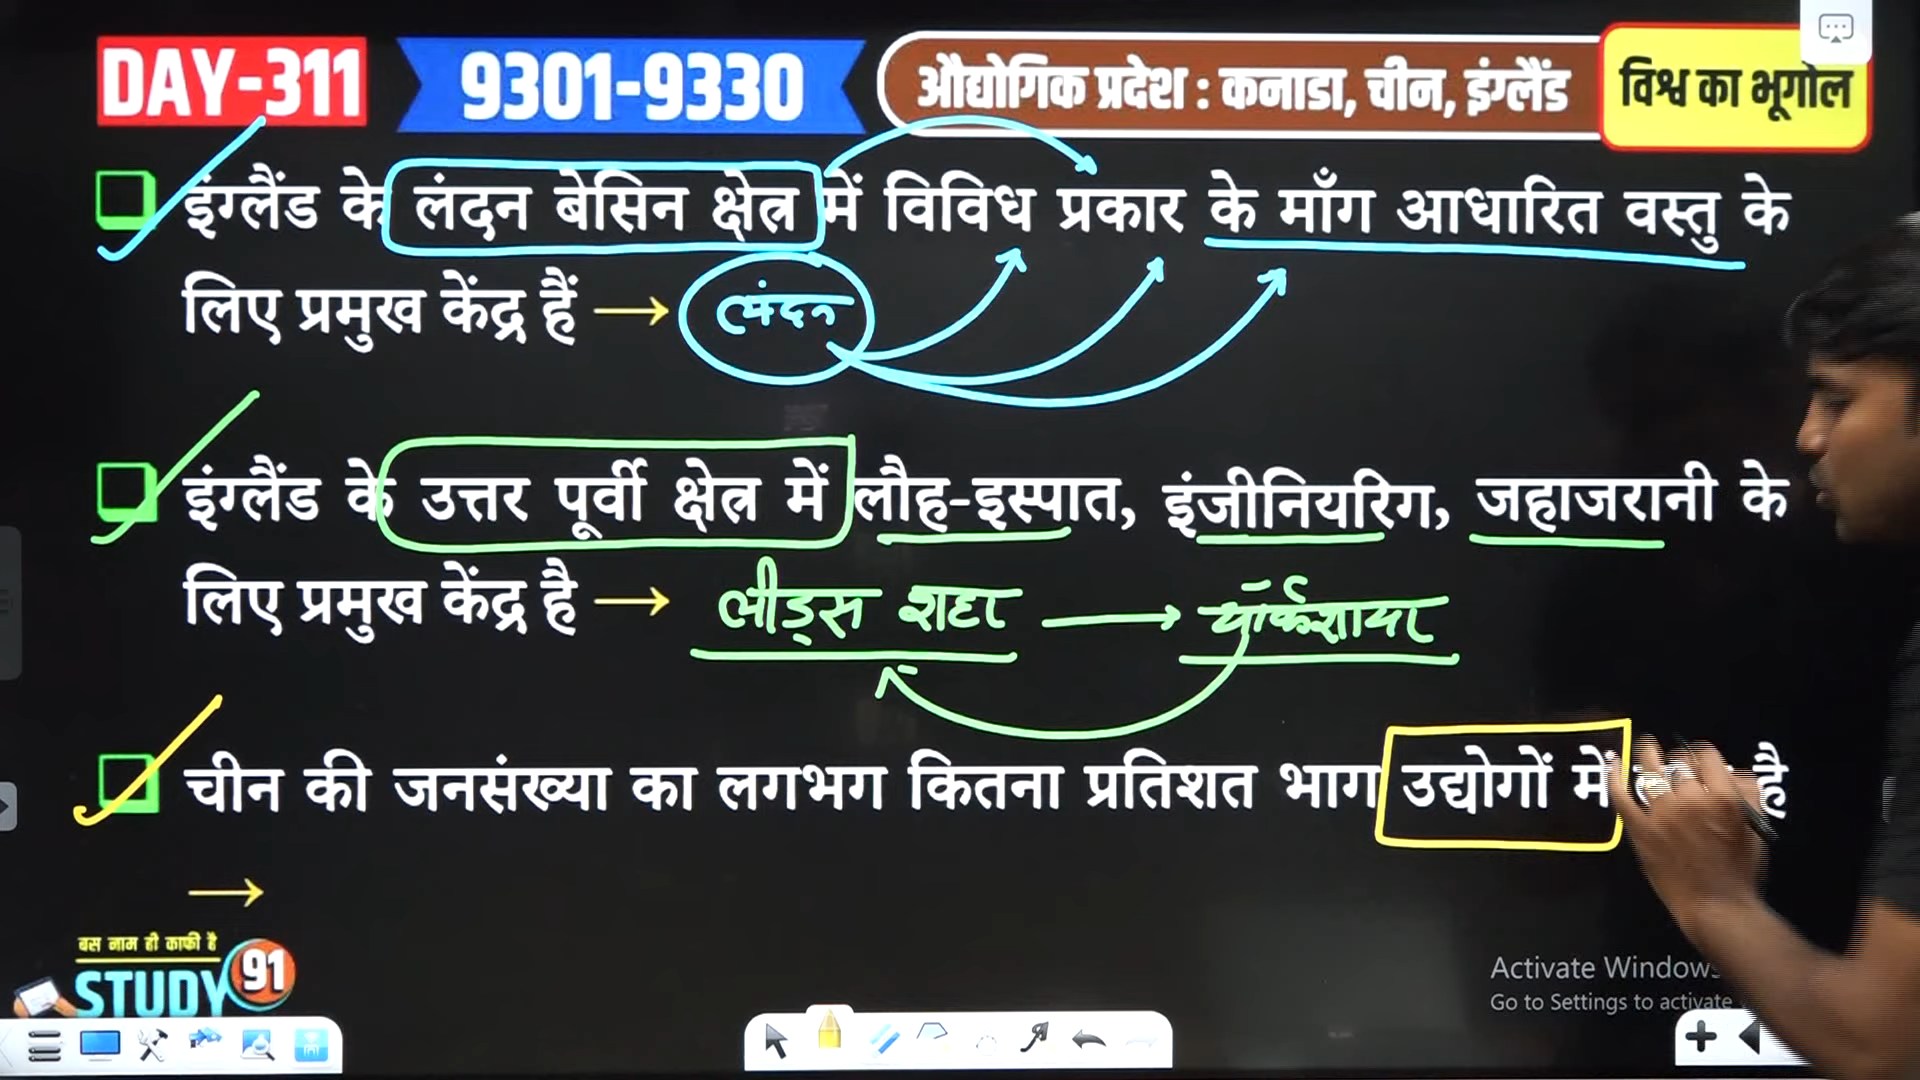 DAY-311 9301-9330 औद्योगिक प्रदेश : कनाडा, चीन, इंग्लैंड विश्व का भूगोल
इंग्लैंड के लंदन बेसिन क्षेत्र में विविध प्रकार के माँग आधारित वस्तु के
लिए प्रमुख केंद्र हैं → लंदन
इंग्लैंड के उत्तर पूर्वी क्षेत्र में लौह-इस्पात, इंजीनियरिंग, जहाजरानी के
लिए प्रमुख केंद्र है → लीड्स शहर → यॉर्कशायर
चीन की जनसंख्या का लगभग कितना प्रतिशत भाग उद्योगों में है
→
बस नाम ही काफी है
STUDY 91
Activate Windows
Go to Settings to activate